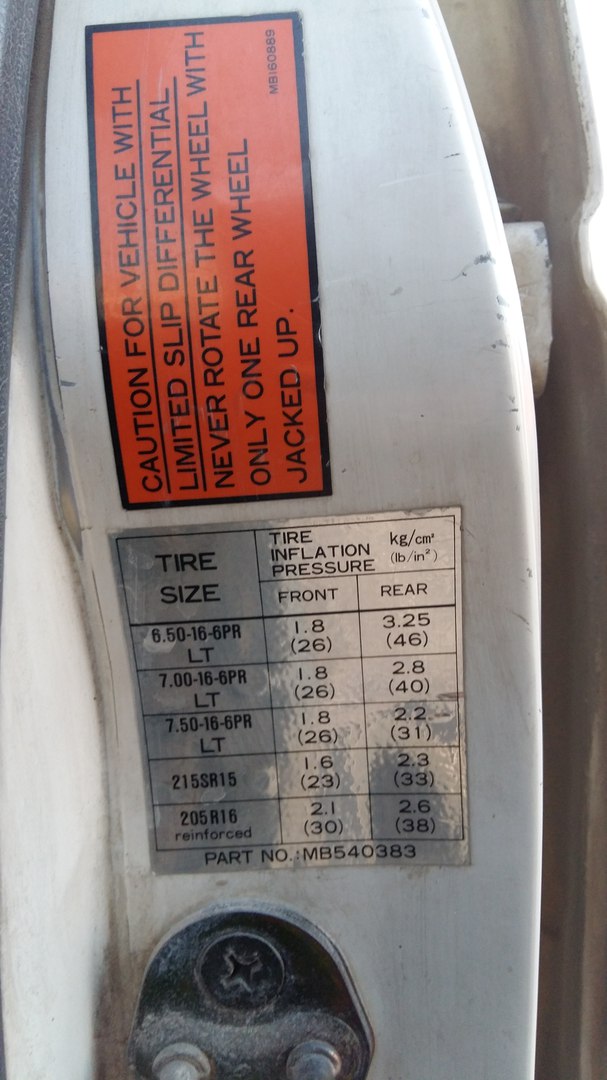 CAUTION FOR VEHICLE WITH
LIMITED SLIP DIFFERENTIAL
NEVER ROTATE THE WHEEL WITH
ONLY ONE REAR WHEEL
JACKED UP.
MB160889
TIRE SIZE
TIRE INFLATION PRESSURE kg/cm² (lb/in²)
FRONT REAR
6.50-16-6PR LT 1.8 (26) 3.25 (46)
7.00-16-6PR LT 1.8 (26) 2.8 (40)
7.50-16-6PR LT 1.8 (26) 2.2 (31)
215SR15 1.6 (23) 2.3 (33)
205R16 reinforced 2.1 (30) 2.6 (38)
PART NO.:MB540383